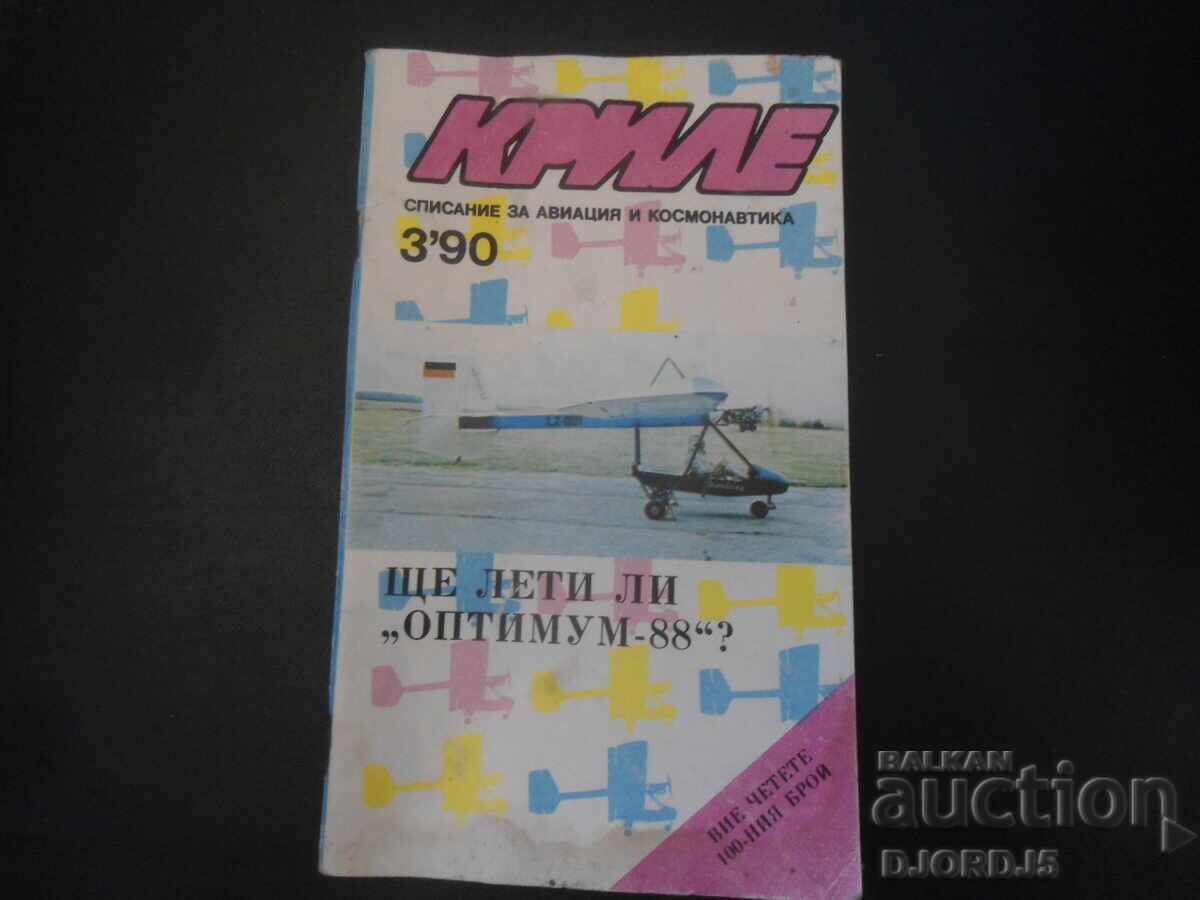 КРИЛЕ
СПИСАНИЕ ЗА АВИАЦИЯ И КОСМОНАВТИКА
3'90
ЩЕ ЛЕТИ ЛИ
„ОПТИМУМ-88“?
ВИЕ ЧЕТЕТЕ
100-НИЯ БРОЙ
BALKAN
auction
DJORDJ5